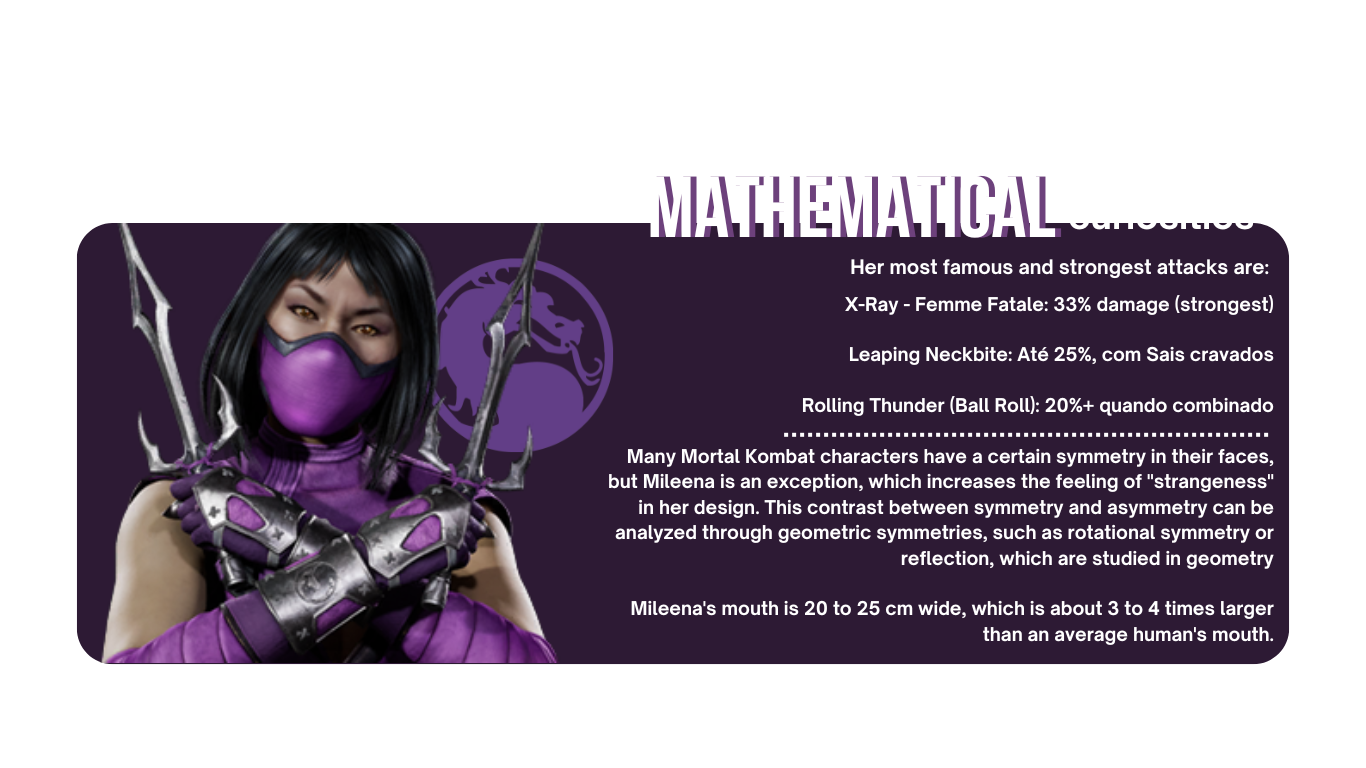 MATHEMATICAL curiosities
Her most famous and strongest attacks are:
X-Ray - Femme Fatale: 33% damage (strongest)
Leaping Neckbite: Até 25%, com Sais cravados
Rolling Thunder (Ball Roll): 20%+ quando combinado
Many Mortal Kombat characters have a certain symmetry in their faces,
but Mileena is an exception, which increases the feeling of "strangeness"
in her design. This contrast between symmetry and asymmetry can be
analyzed through geometric symmetries, such as rotational symmetry or
reflection, which are studied in geometry
Mileena's mouth is 20 to 25 cm wide, which is about 3 to 4 times larger
than an average human's mouth.